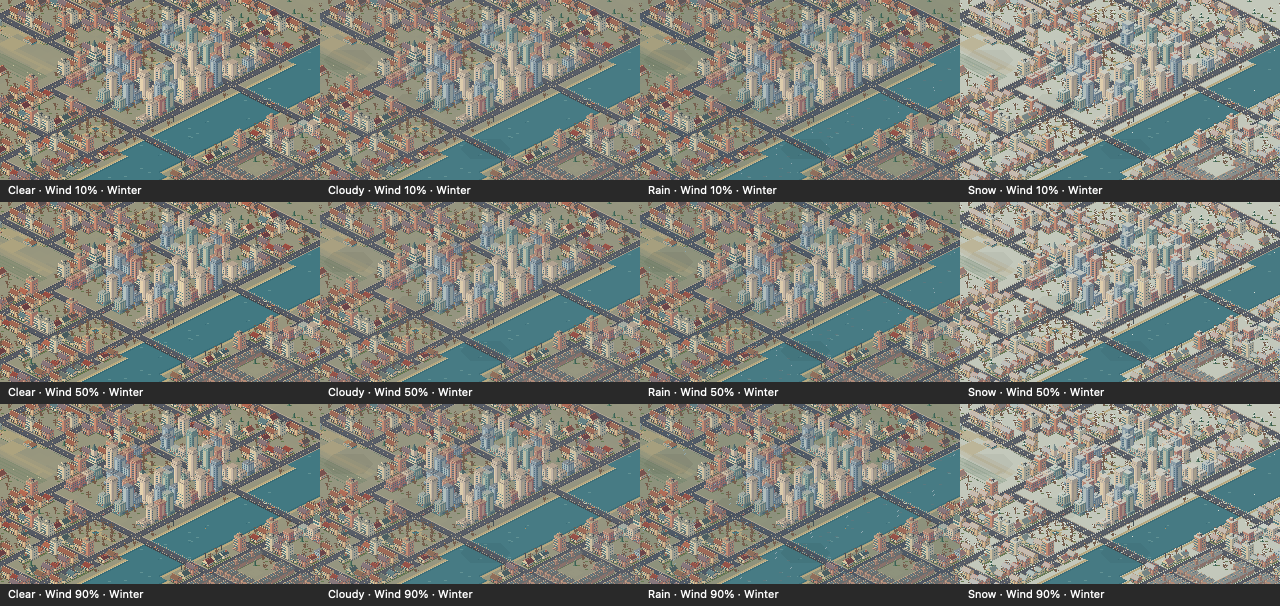 Clear · Wind 10% · Winter
Cloudy · Wind 10% · Winter
Rain · Wind 10% · Winter
Snow · Wind 10% · Winter
Clear · Wind 50% · Winter
Cloudy · Wind 50% · Winter
Rain · Wind 50% · Winter
Snow · Wind 50% · Winter
Clear · Wind 90% · Winter
Cloudy · Wind 90% · Winter
Rain · Wind 90% · Winter
Snow · Wind 90% · Winter